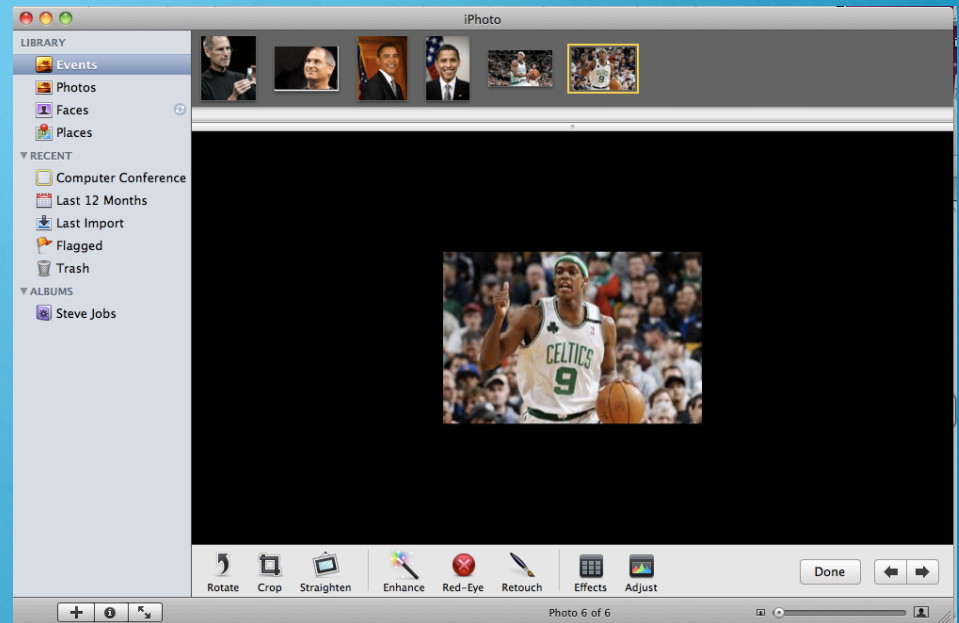 iPhoto
LIBRARY
Events
Photos
Faces
Places
RECENT
Computer Conference
Last 12 Months
Last Import
Flagged
Trash
ALBUMS
Steve Jobs
CELTICS
9
Rotate
Crop
Straighten
Enhance
Red-Eye
Retouch
Effects
Adjust
Done
Photo 6 of 6